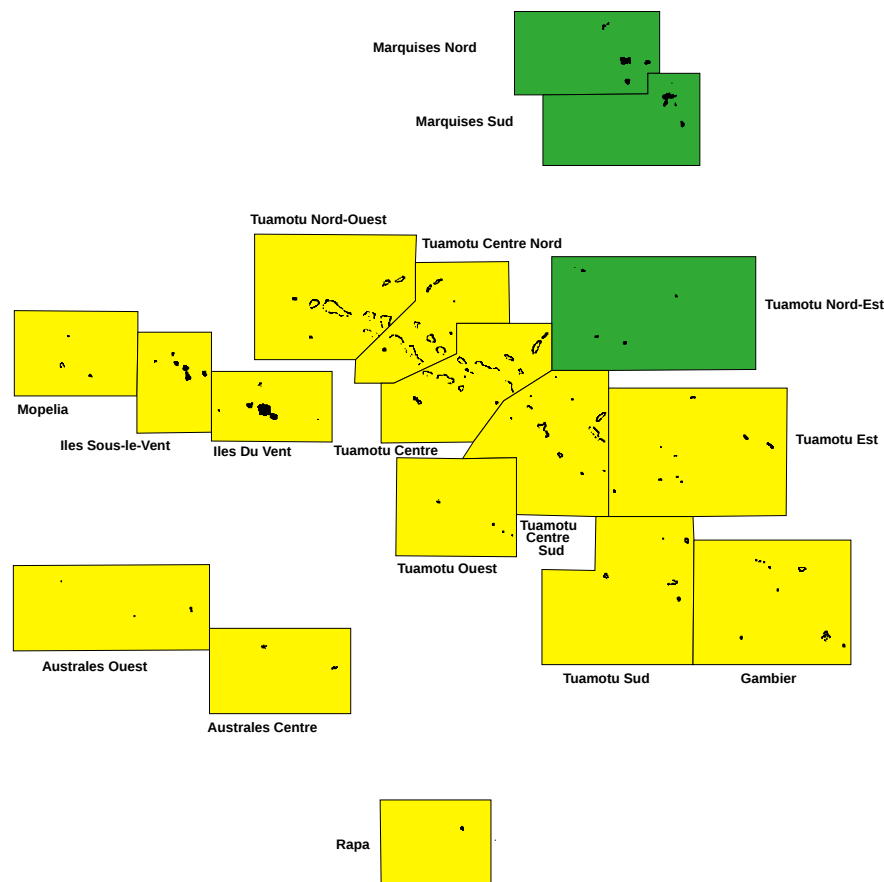 Marquises Nord
Marquises Sud
Tuamotu Nord-Ouest
Tuamotu Centre Nord
Tuamotu Nord-Est
Mopelia
Iles Sous-le-Vent
Iles Du Vent
Tuamotu Centre
Tuamotu Est
Tuamotu
Centre
Sud
Tuamotu Ouest
Australes Ouest
Tuamotu Sud
Gambier
Australes Centre
Rapa